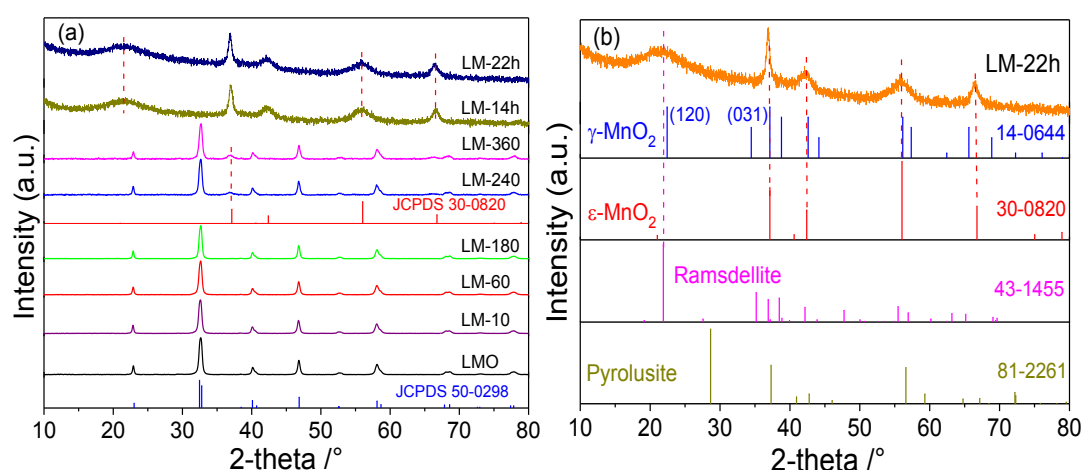 (a)
LM-22h
LM-14h
LM-360
LM-240
JCPDS 30-0820
LM-180
LM-60
LM-10
LMO
JCPDS 50-0298
10 20 30 40 50 60 70 80
2-theta /°
Intensity (a.u.)
(b)
LM-22h
(120) (031)
γ-MnO₂ 14-0644
ε-MnO₂ 30-0820
Ramsdellite 43-1455
Pyrolusite 81-2261
10 20 30 40 50 60 70 80
2-theta /°
Intensity (a.u.)